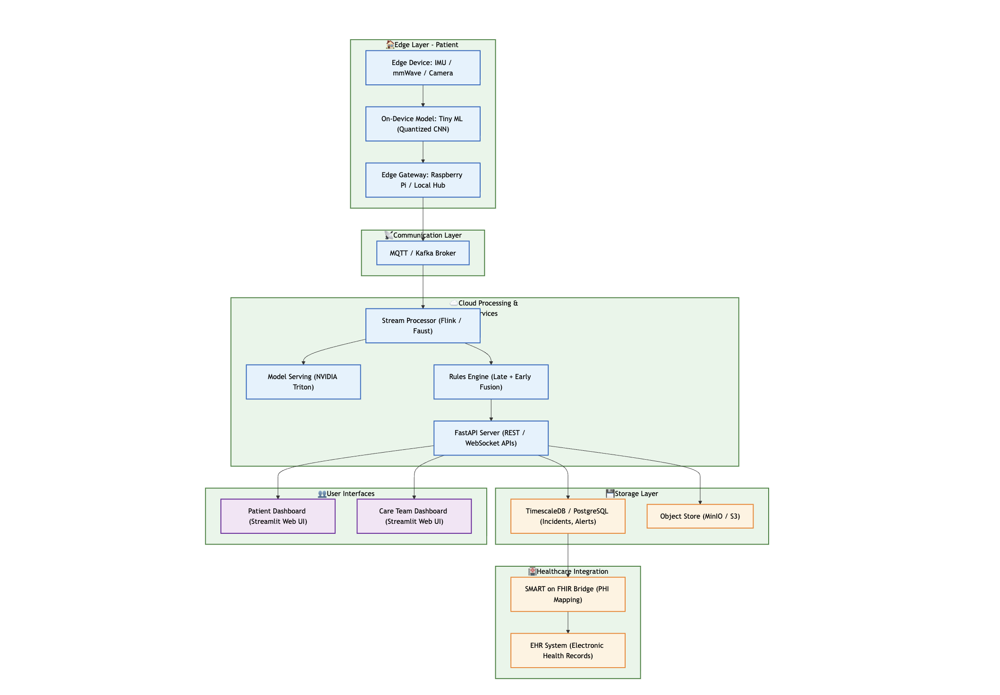 🏠Edge Layer - Patient
Edge Device: IMU /
mmWave / Camera
On-Device Model: Tiny ML
(Quantized CNN)
Edge Gateway: Raspberry
Pi / Local Hub
📡Communication Layer
MQTT / Kafka Broker
☁️Cloud Processing &
rvices
Stream Processor (Flink /
Faust)
Model Serving (NVIDIA
Triton)
Rules Engine (Late + Early
Fusion)
FastAPI Server (REST /
WebSocket APIs)
👥User Interfaces
Patient Dashboard
(Streamlit Web UI)
Care Team Dashboard
(Streamlit Web UI)
💾Storage Layer
TimescaleDB / PostgreSQL
(Incidents, Alerts)
Object Store (MinIO / S3)
🏥Healthcare Integration
SMART on FHIR Bridge (PHI
Mapping)
EHR System (Electronic
Health Records)